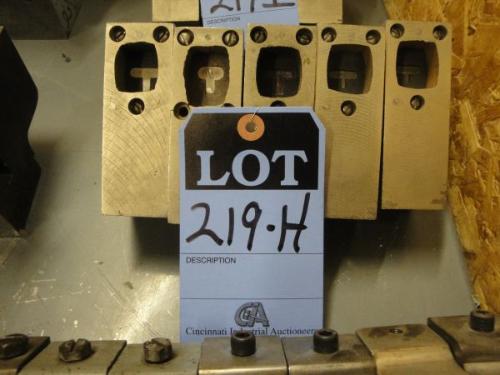 DESCRIPTION
LOT
219-H
DESCRIPTION
CIA
Cincinnati Industrial Auctioneers